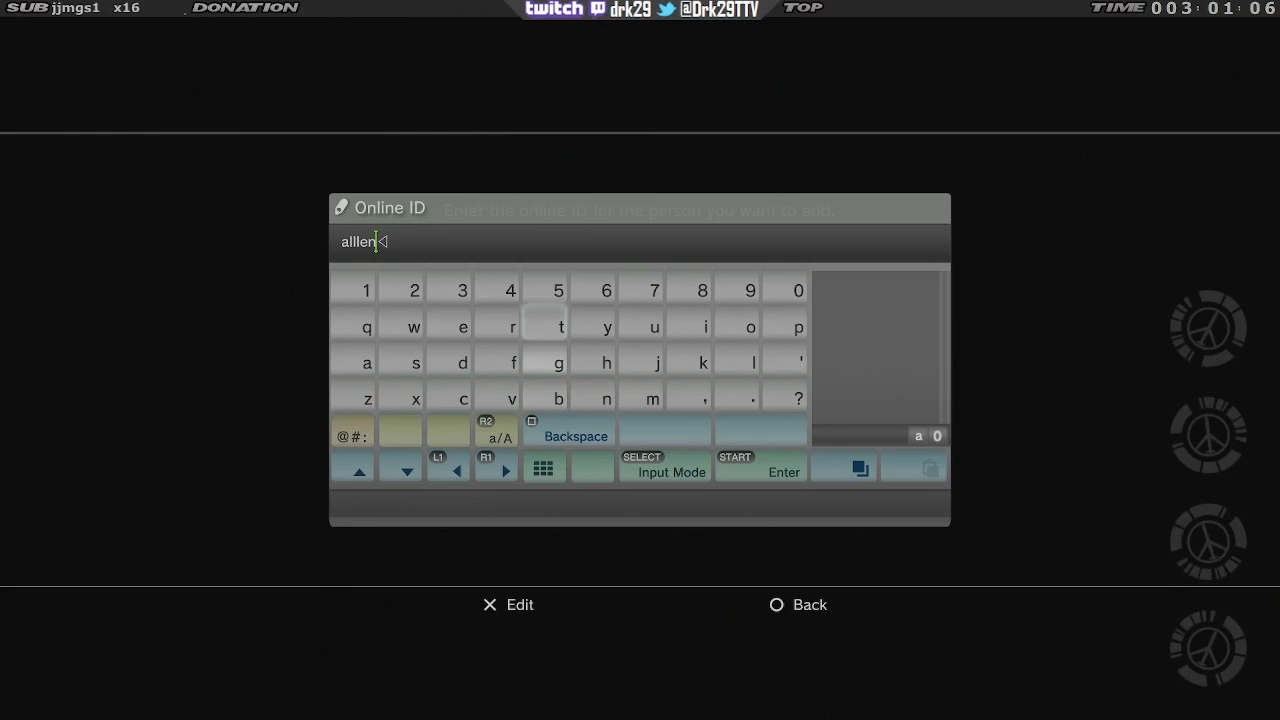 SUB jjmgs1 x16 DONATION twitch drk29 @Drk29TTV TOP TIME 003:01:06
Online ID Enter the online ID for the person you want to add.
alllen
1 2 3 4 5 6 7 8 9 0
q w e r t y u i o p
a s d f g h j k l '
z x c v b n m , . ?
@#: R2 a/A Backspace a 0
L1 R1 SELECT Input Mode START Enter
Edit Back